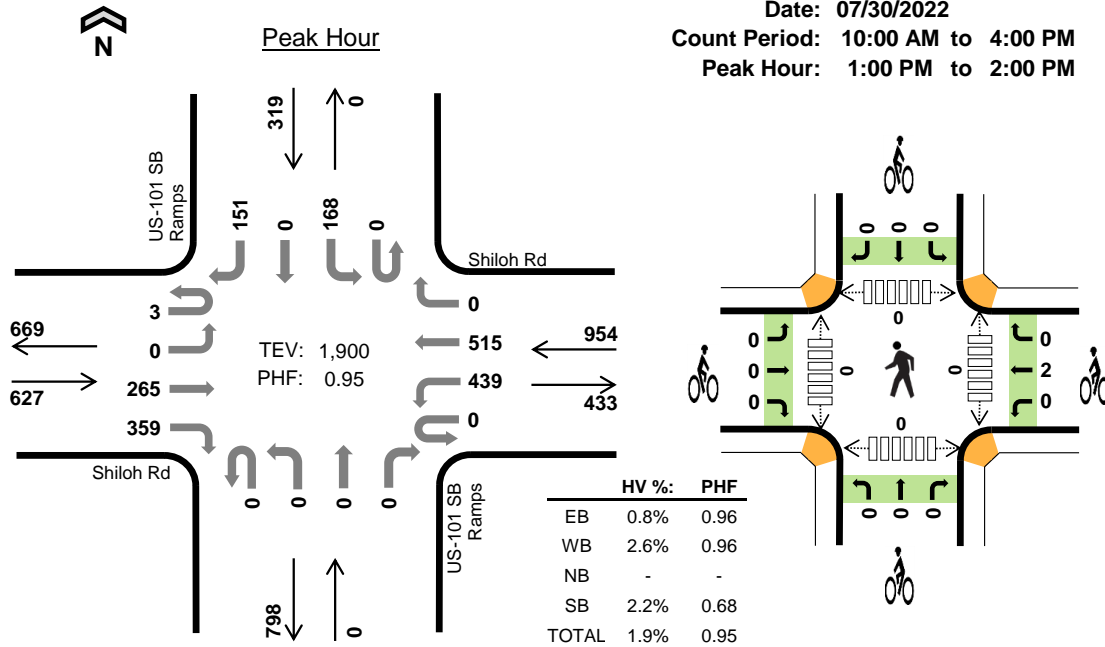 N
Peak Hour
Date: 07/30/2022
Count Period: 10:00 AM to 4:00 PM
Peak Hour: 1:00 PM to 2:00 PM
US-101 SB
Ramps
319
0
151
0
168
0
Shiloh Rd
3
0
265
359
669
627
TEV: 1,900
PHF: 0.95
0
515
439
0
954
433
Shiloh Rd
0
0
0
0
US-101 SB
Ramps
798
0
HV %: PHF
EB 0.8% 0.96
WB 2.6% 0.96
NB - -
SB 2.2% 0.68
TOTAL 1.9% 0.95
0 0 0
0
0
0
0
0
0
0
2
0
0
0 0 0